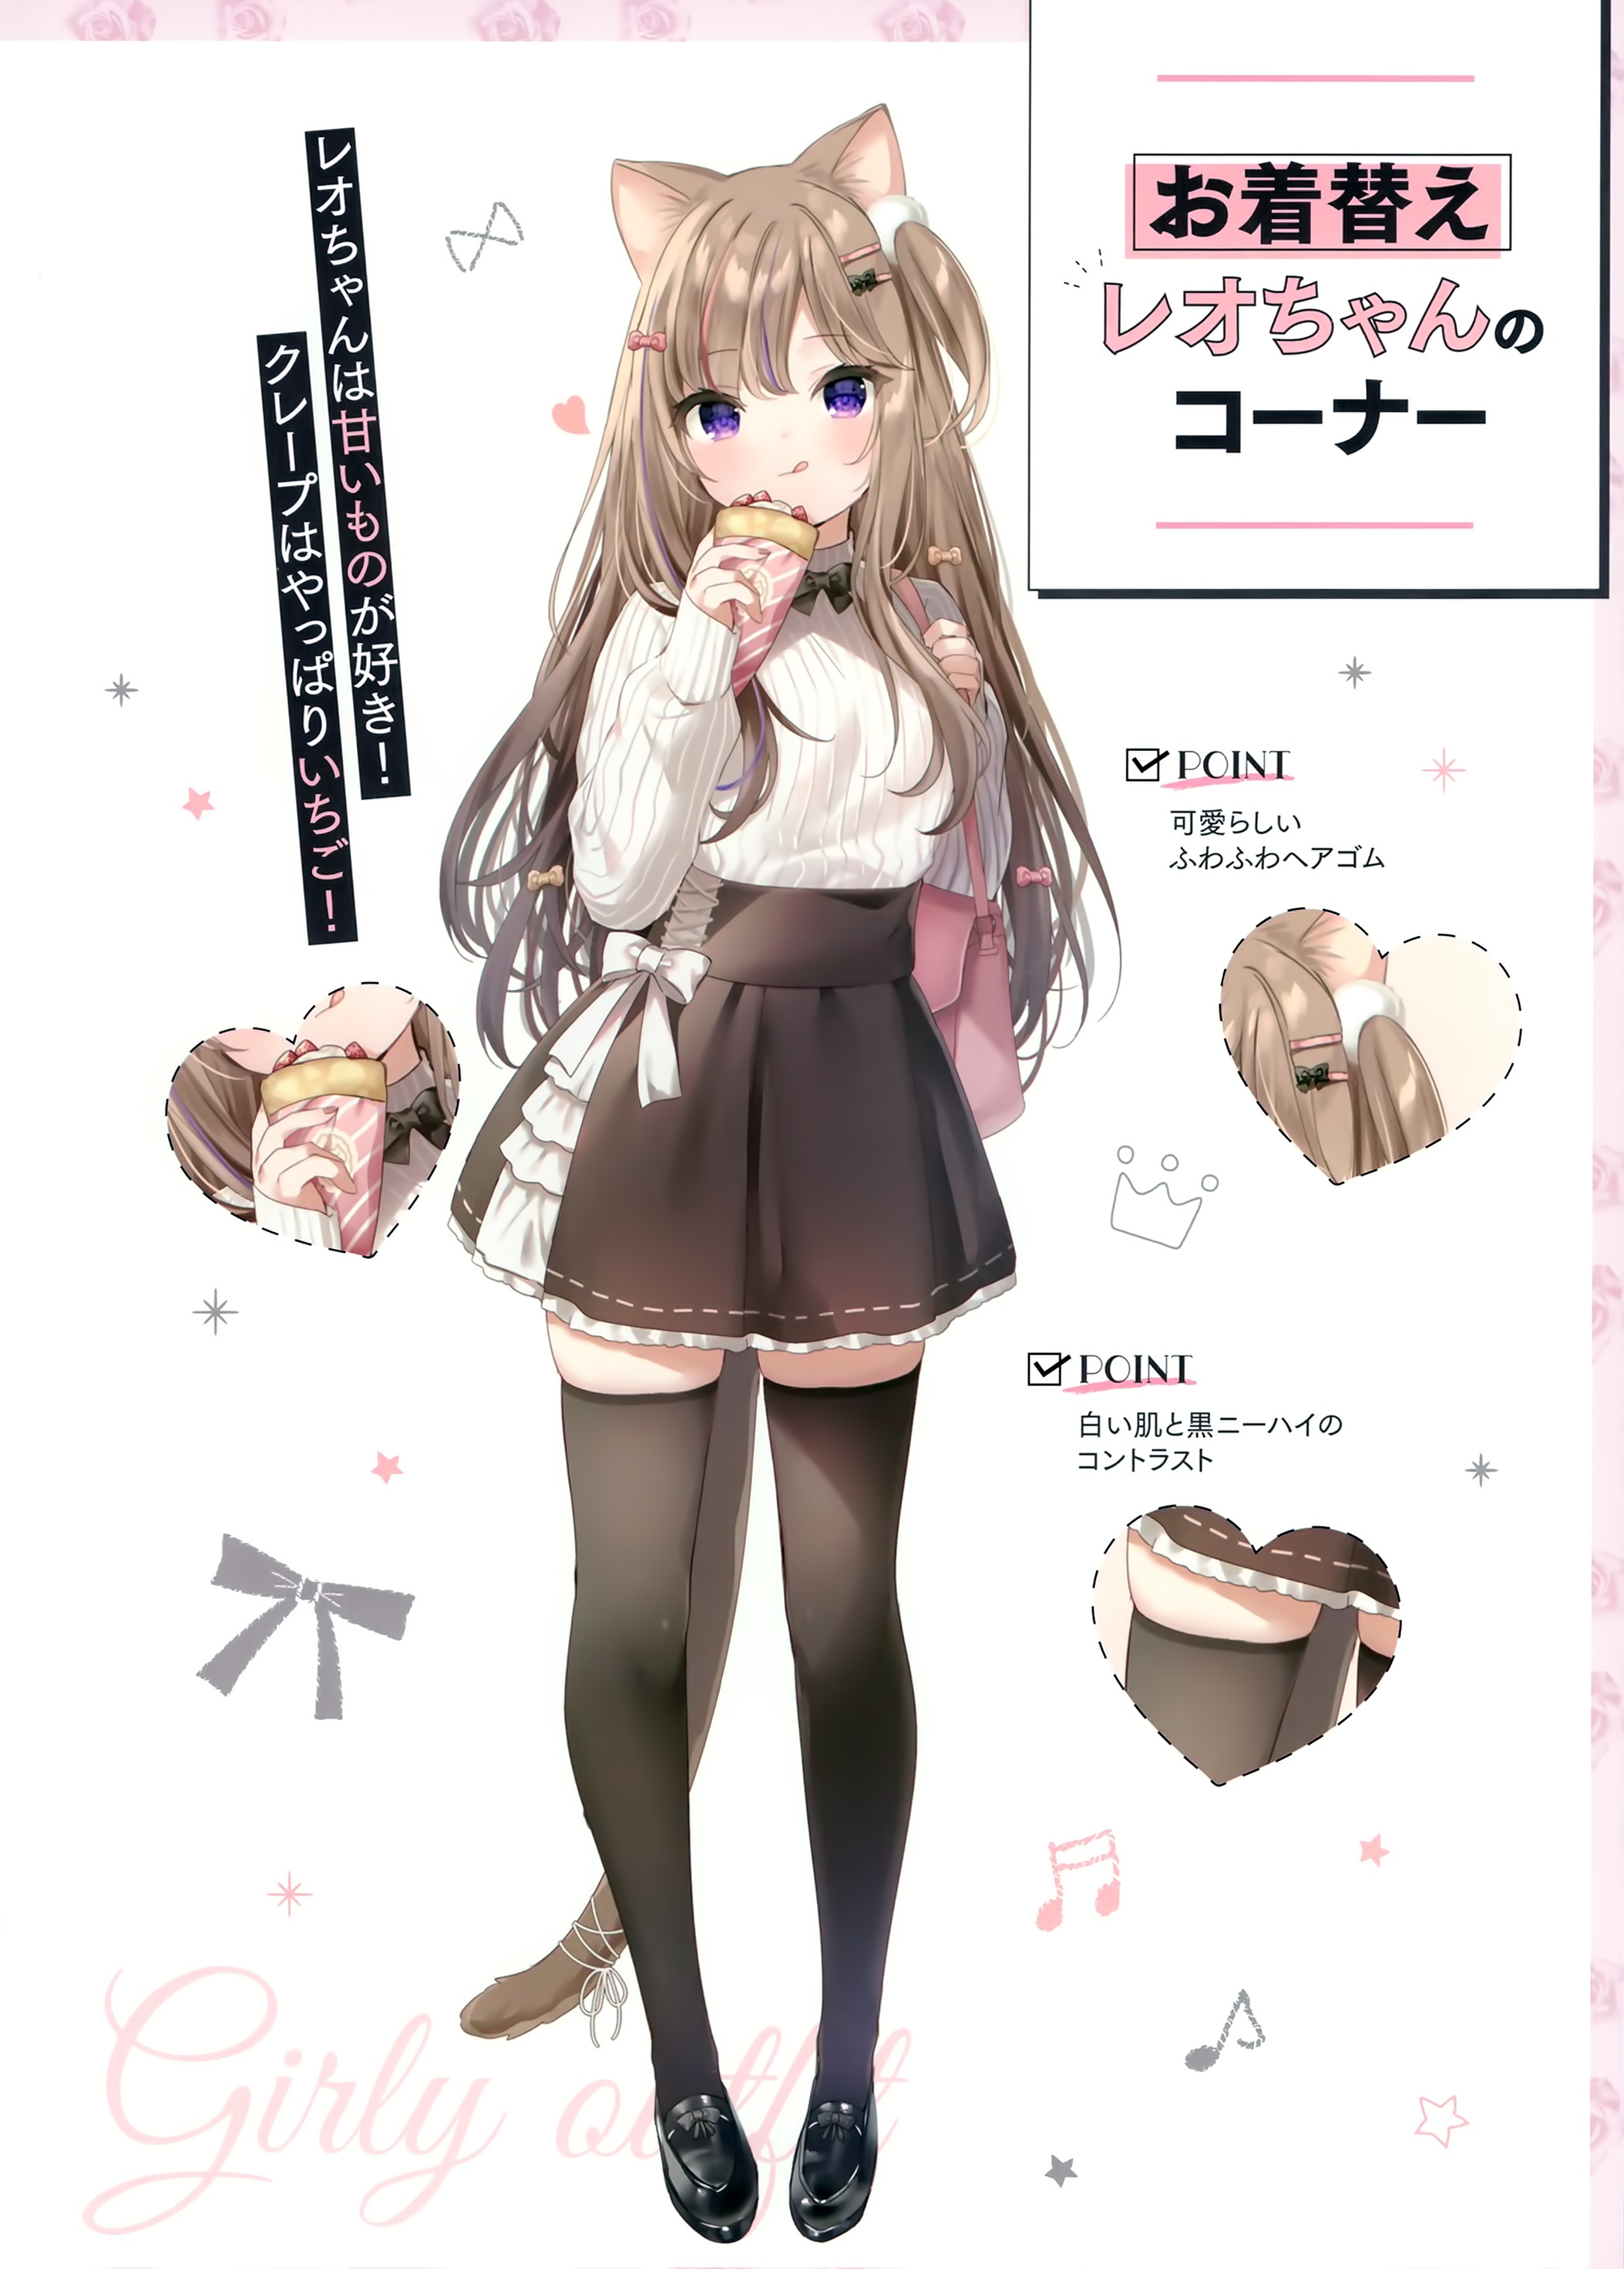 お着替え
レオちゃんの
コーナー
レオちゃんは甘いものが好き！
クレープはやっぱりいちご！
POINT
可愛らしい
ふわふわヘアゴム
POINT
白い肌と黒ニーハイの
コントラスト
Girly outfit